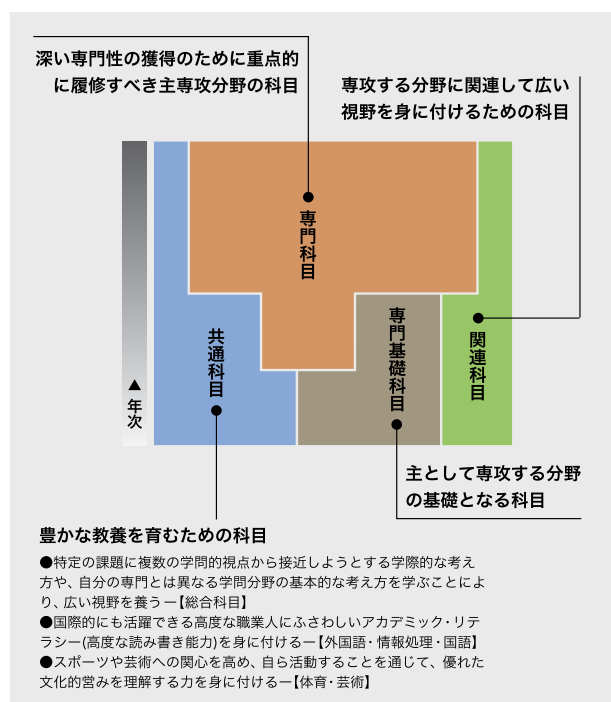 深い専門性の獲得のために重点的
に履修すべき主専攻分野の科目
専攻する分野に関連して広い
視野を身に付けるための科目
専門科目
共通科目
専門基礎科目
関連科目
▲年次
主として専攻する分野
の基礎となる科目
豊かな教養を育むための科目
●特定の課題に複数の学問的視点から接近しようとする学際的な考え
方や、自分の専門とは異なる学問分野の基本的な考え方を学ぶことによ
り、広い視野を養うー【総合科目】
●国際的にも活躍できる高度な職業人にふさわしいアカデミック・リテ
ラシー(高度な読み書き能力)を身に付けるー【外国語・情報処理・国語】
●スポーツや芸術への関心を高め、自ら活動することを通じて、優れた
文化的営みを理解する力を身に付けるー【体育・芸術】